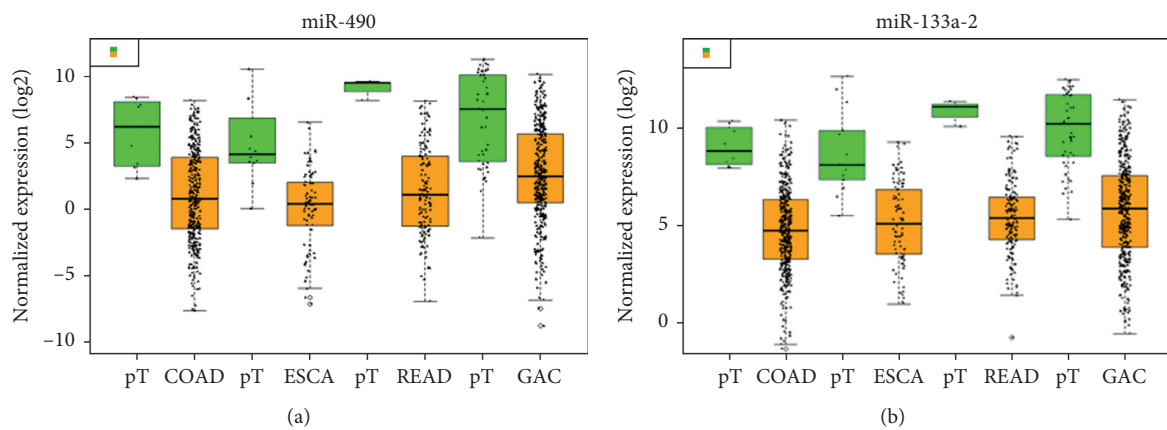 miR-490
Normalized expression (log2)
10
5
0
−5
−10
pT COAD pT ESCA pT READ pT GAC
(a)
miR-133a-2
Normalized expression (log2)
10
5
0
pT COAD pT ESCA pT READ pT GAC
(b)